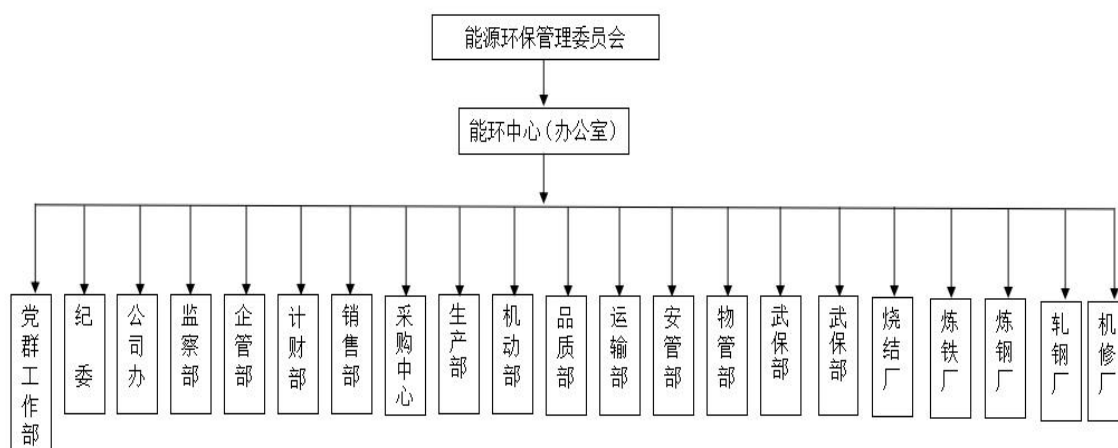 能源环保管理委员会
能环中心(办公室)
党群工作部
纪委
公司办
监察部
企管部
计财部
销售部
采购中心
生产部
机动部
品质部
运输部
安管部
物管部
武保部
武保部
烧结厂
炼铁厂
炼钢厂
轧钢厂
机修厂